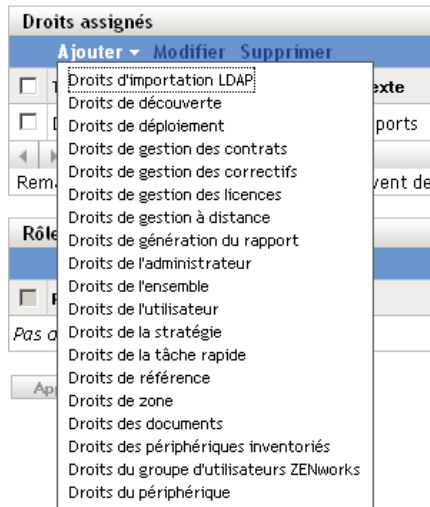 Droits assignés
Ajouter Modifier Supprimer
Droits d'importation LDAP
exte
Droits de découverte
Droits de déploiement
ports
Droits de gestion des contrats
Droits de gestion des correctifs
Rem
Droits de gestion des licences
vent de
Droits de gestion à distance
Rôle
Droits de génération du rapport
Droits de l'administrateur
Droits de l'ensemble
Droits de l'utilisateur
Pas
Droits de la stratégie
Droits de la tâche rapide
Droits de référence
App
Droits de zone
Droits des documents
Droits des périphériques inventoriés
Droits du groupe d'utilisateurs ZENworks
Droits du périphérique